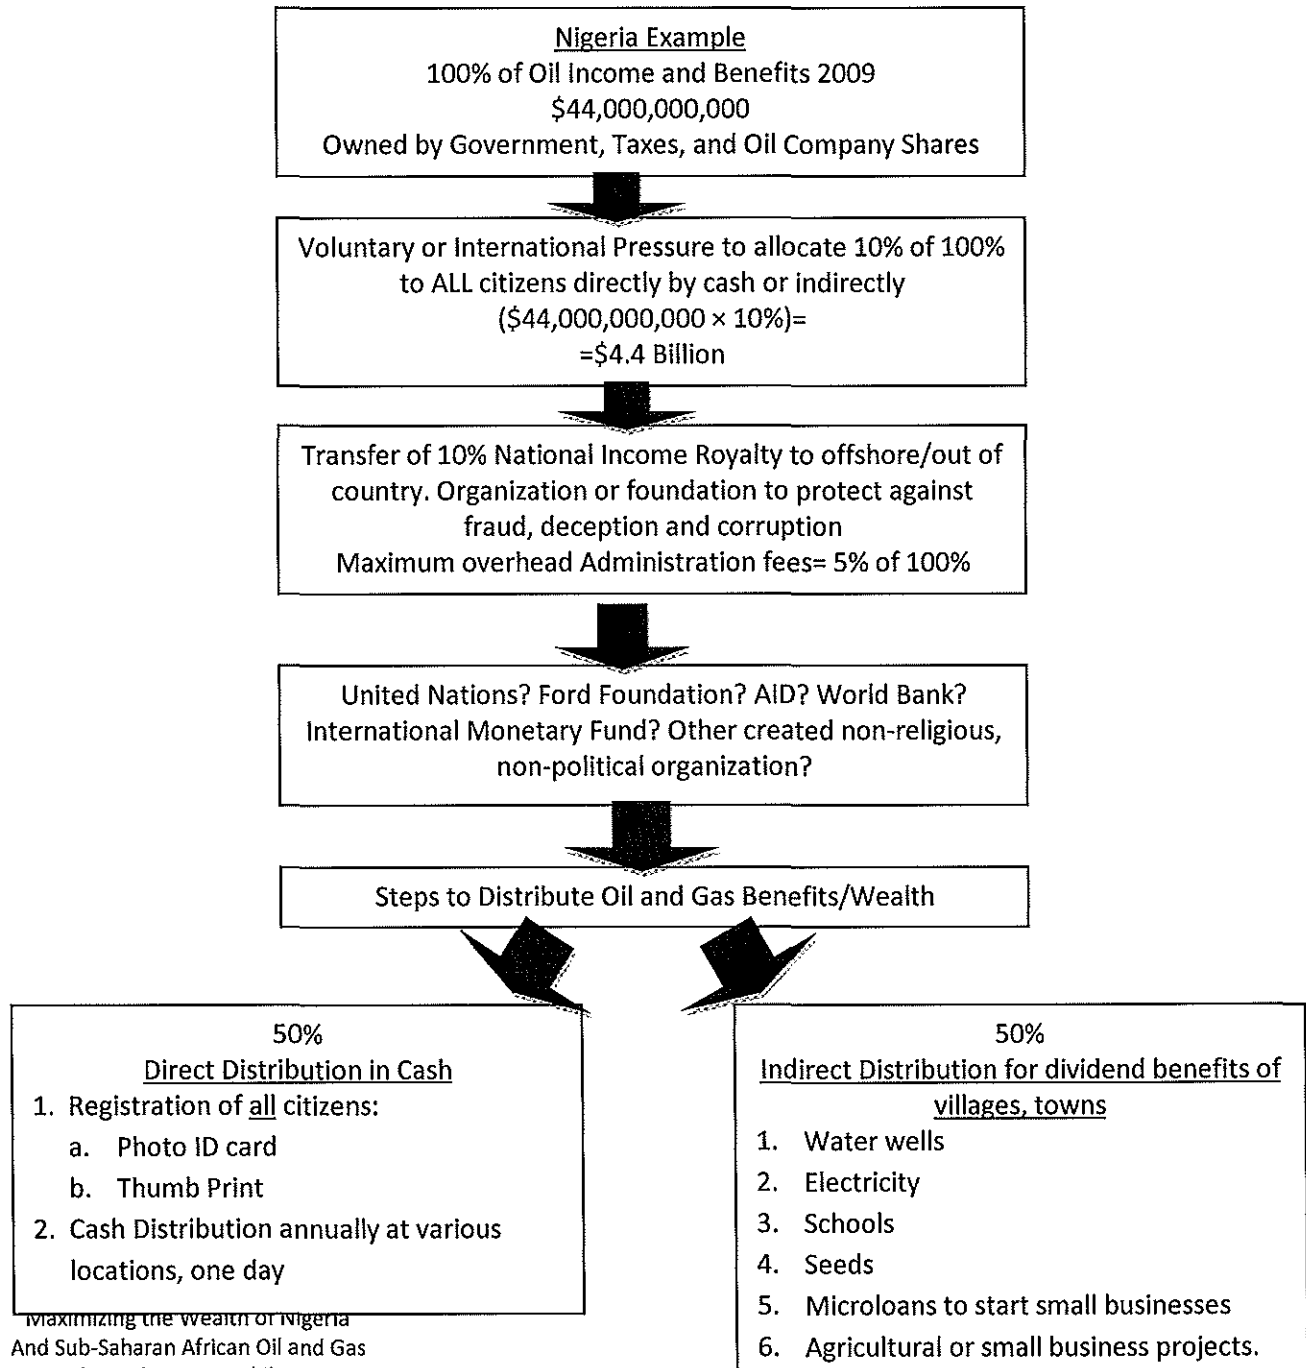 Nigeria Example
100% of Oil Income and Benefits 2009
$44,000,000,000
Owned by Government, Taxes, and Oil Company Shares
Voluntary or International Pressure to allocate 10% of 100%
to ALL citizens directly by cash or indirectly
($44,000,000,000 × 10%)=
=$4.4 Billion
Transfer of 10% National Income Royalty to offshore/out of
country. Organization or foundation to protect against
fraud, deception and corruption
Maximum overhead Administration fees= 5% of 100%
United Nations? Ford Foundation? AID? World Bank?
International Monetary Fund? Other created non-religious,
non-political organization?
Steps to Distribute Oil and Gas Benefits/Wealth
50%
Direct Distribution in Cash
1. Registration of all citizens:
a. Photo ID card
b. Thumb Print
2. Cash Distribution annually at various
locations, one day
50%
Indirect Distribution for dividend benefits of
villages, towns
1. Water wells
2. Electricity
3. Schools
4. Seeds
5. Microloans to start small businesses
6. Agricultural or small business projects.
Maximizing the Wealth of Nigeria
And Sub-Saharan African Oil and Gas